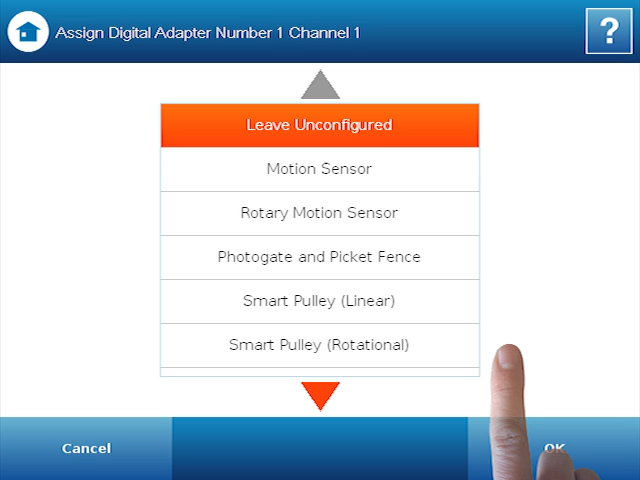 Assign Digital Adapter Number 1 Channel 1
?
Leave Unconfigured
Motion Sensor
Rotary Motion Sensor
Photogate and Picket Fence
Smart Pulley (Linear)
Smart Pulley (Rotational)
Cancel
OK